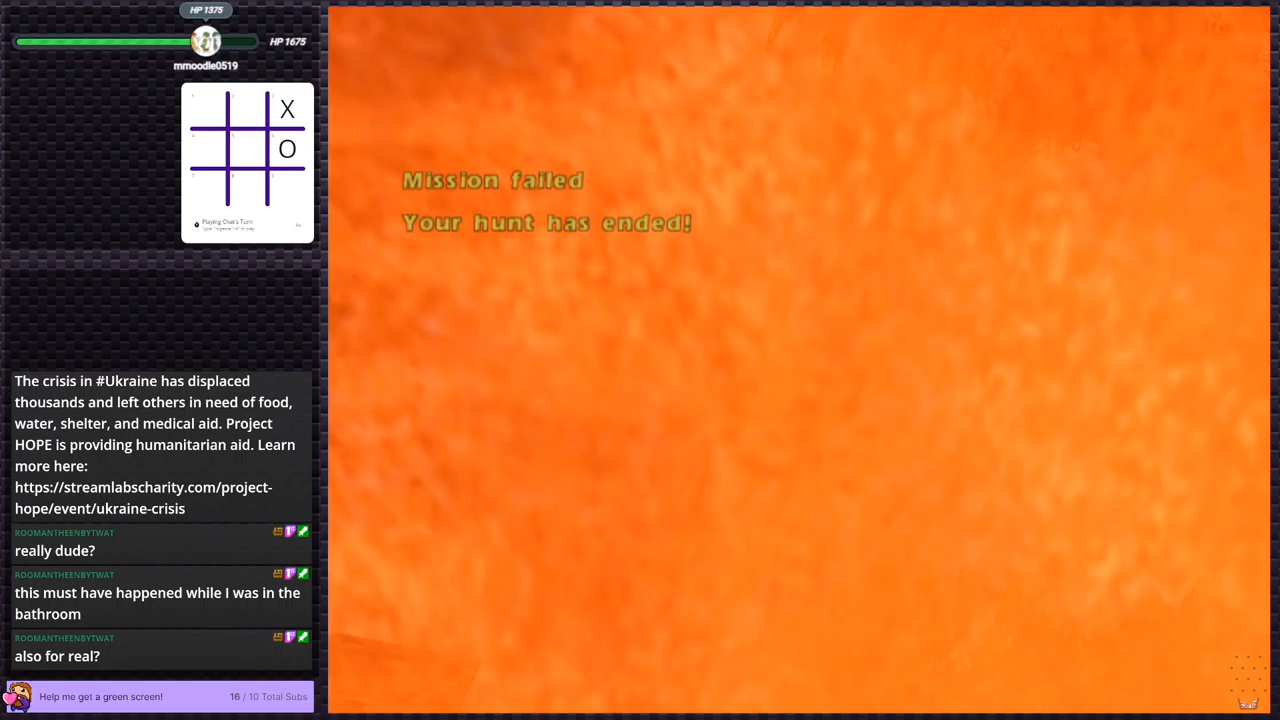 HP 1375
HP 1675
mmoodle0519
X
O
Playing Chat's Turn
Mission failed
Your hunt has ended!
The crisis in #Ukraine has displaced
thousands and left others in need of food,
water, shelter, and medical aid. Project
HOPE is providing humanitarian aid. Learn
more here:
https://streamlabscharity.com/project-
hope/event/ukraine-crisis
ROOMANTHEENBYTWAT
really dude?
ROOMANTHEENBYTWAT
this must have happened while I was in the
bathroom
ROOMANTHEENBYTWAT
also for real?
Help me get a green screen!
16 / 10 Total Subs